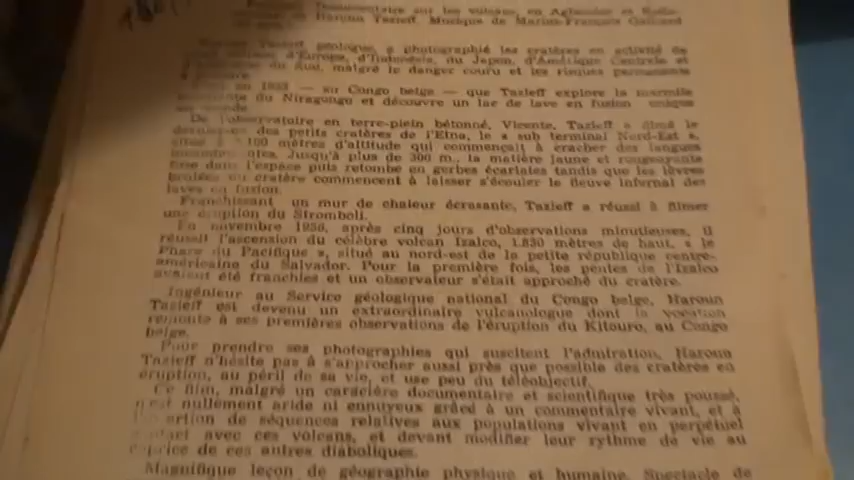 Documentaire sur les volcans, en Agfacolor
de Haroun Tazieff. Musique de Marius-François Gaillard
Tazieff géologue, a photographié les cratères en activité de
d'Europe, d'Indonésie, du Japon, d'Amérique Centrale et
du Sud, malgré le danger couru et les risques permanents
— au Congo belge — que Tazieff explore la
du Niragongo et découvre un lac de lave en fusion unique
au monde.
De l'observatoire en terre-plein bétonné, Vicente, Tazieff a filmé le
des petits cratères de l'Etna, le « sub terminal Nord-Est »,
mètres d'altitude qui commençait à cracher des langues
Jusqu'à plus de 300 m., la matière jaune et rougeoyante
dans l'espace puis retombe en gerbes écarlates tandis que les lèvres
du cratère commencent à laisser s'écouler le fleuve infernal des
laves en fusion.
Franchissant un mur de chaleur écrasante, Tazieff a réussi à filmer
une éruption du Stromboli.
En novembre 1956, après cinq jours d'observations minutieuses, il
réussit l'ascension du célèbre volcan Izalco, 1.850 mètres de haut, « le
Phare du Pacifique », situé au nord-est de la petite république centre-
américaine du Salvador. Pour la première fois, les pentes de l'Izalco
avaient été franchies et un observateur s'était approché du cratère.
Ingénieur au Service géologique national du Congo belge, Haroun
Tazieff est devenu un extraordinaire vulcanologue dont la vocation
remonte à ses premières observations de l'éruption du Kitouro, au Congo
belge.
Pour prendre ses photographies qui suscitent l'admiration, Haroun
Tazieff n'hésite pas à s'approcher aussi près que possible des cratères en
éruption, au péril de sa vie, et use peu du téléobjectif.
Ce film, malgré un caractère documentaire et scientifique très poussé,
n'est nullement aride ni ennuyeux grâce à un commentaire vivant, et à
l'insertion de séquences relatives aux populations vivant en perpétuel
contact avec ces volcans, et devant modifier leur rythme de vie au
caprice de ces autres diaboliques.
Magnifique leçon de géographie physique et humaine. Spectacle de